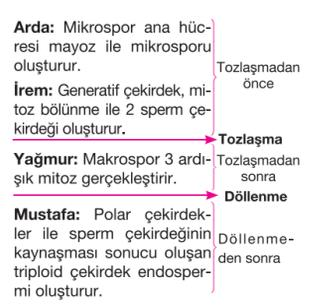 Arda: Mikrospor ana hüc-
resi mayoz ile mikrosporu
oluşturur.
Tozlaşmadan
önce
İrem: Generatif çekirdek, mi-
toz bölünme ile 2 sperm çe-
kirdeği oluşturur.
Tozlaşma
Yağmur: Makrospor 3 ardı-
şık mitoz gerçekleştirir.
Tozlaşmadan
sonra
Döllenme
Mustafa: Polar çekirdek-
ler ile sperm çekirdeğinin
kaynaşması sonucu oluşan
triploid çekirdek endosper-
mi oluşturur.
Döllenme-
den sonra